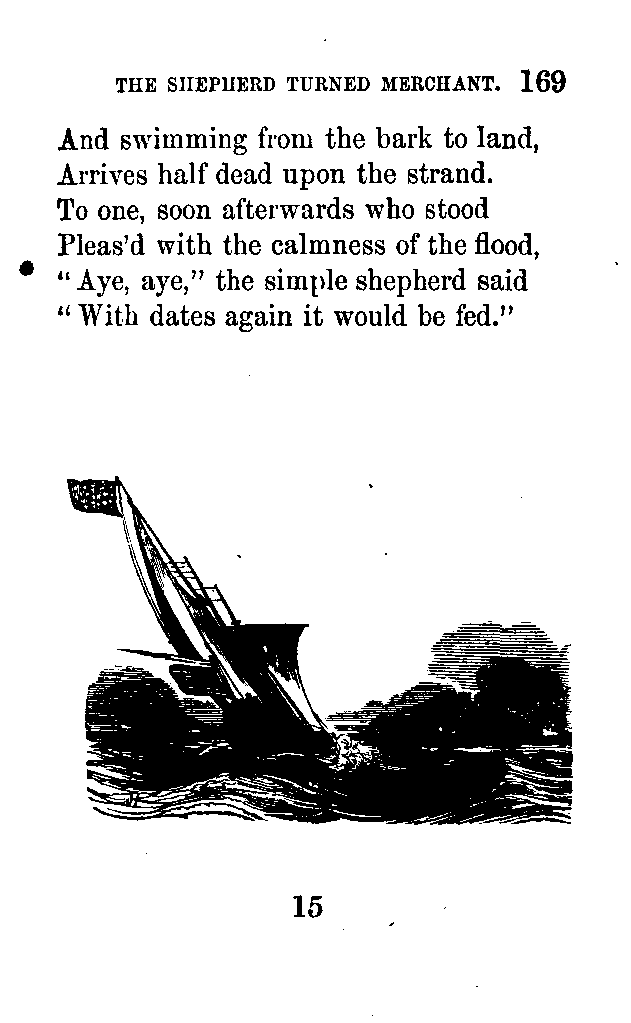 THE SHEPHERD TURNED MERCHANT. 169
And swimming from the bark to land,
Arrives half dead upon the strand.
To one, soon afterwards who stood
Pleas'd with the calmness of the flood,
"Aye, aye," the simple shepherd said
"With dates again it would be fed."
15